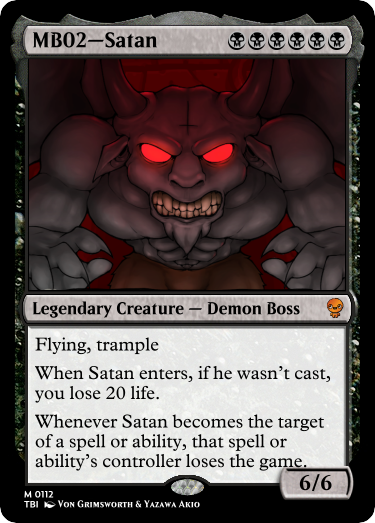 MB02—Satan
Legendary Creature — Demon Boss
Flying, trample
When Satan enters, if he wasn't cast,
you lose 20 life.
Whenever Satan becomes the target
of a spell or ability, that spell or
ability's controller loses the game.
6/6
M 0112
TBI Von Grimsworth & Yazawa Akio